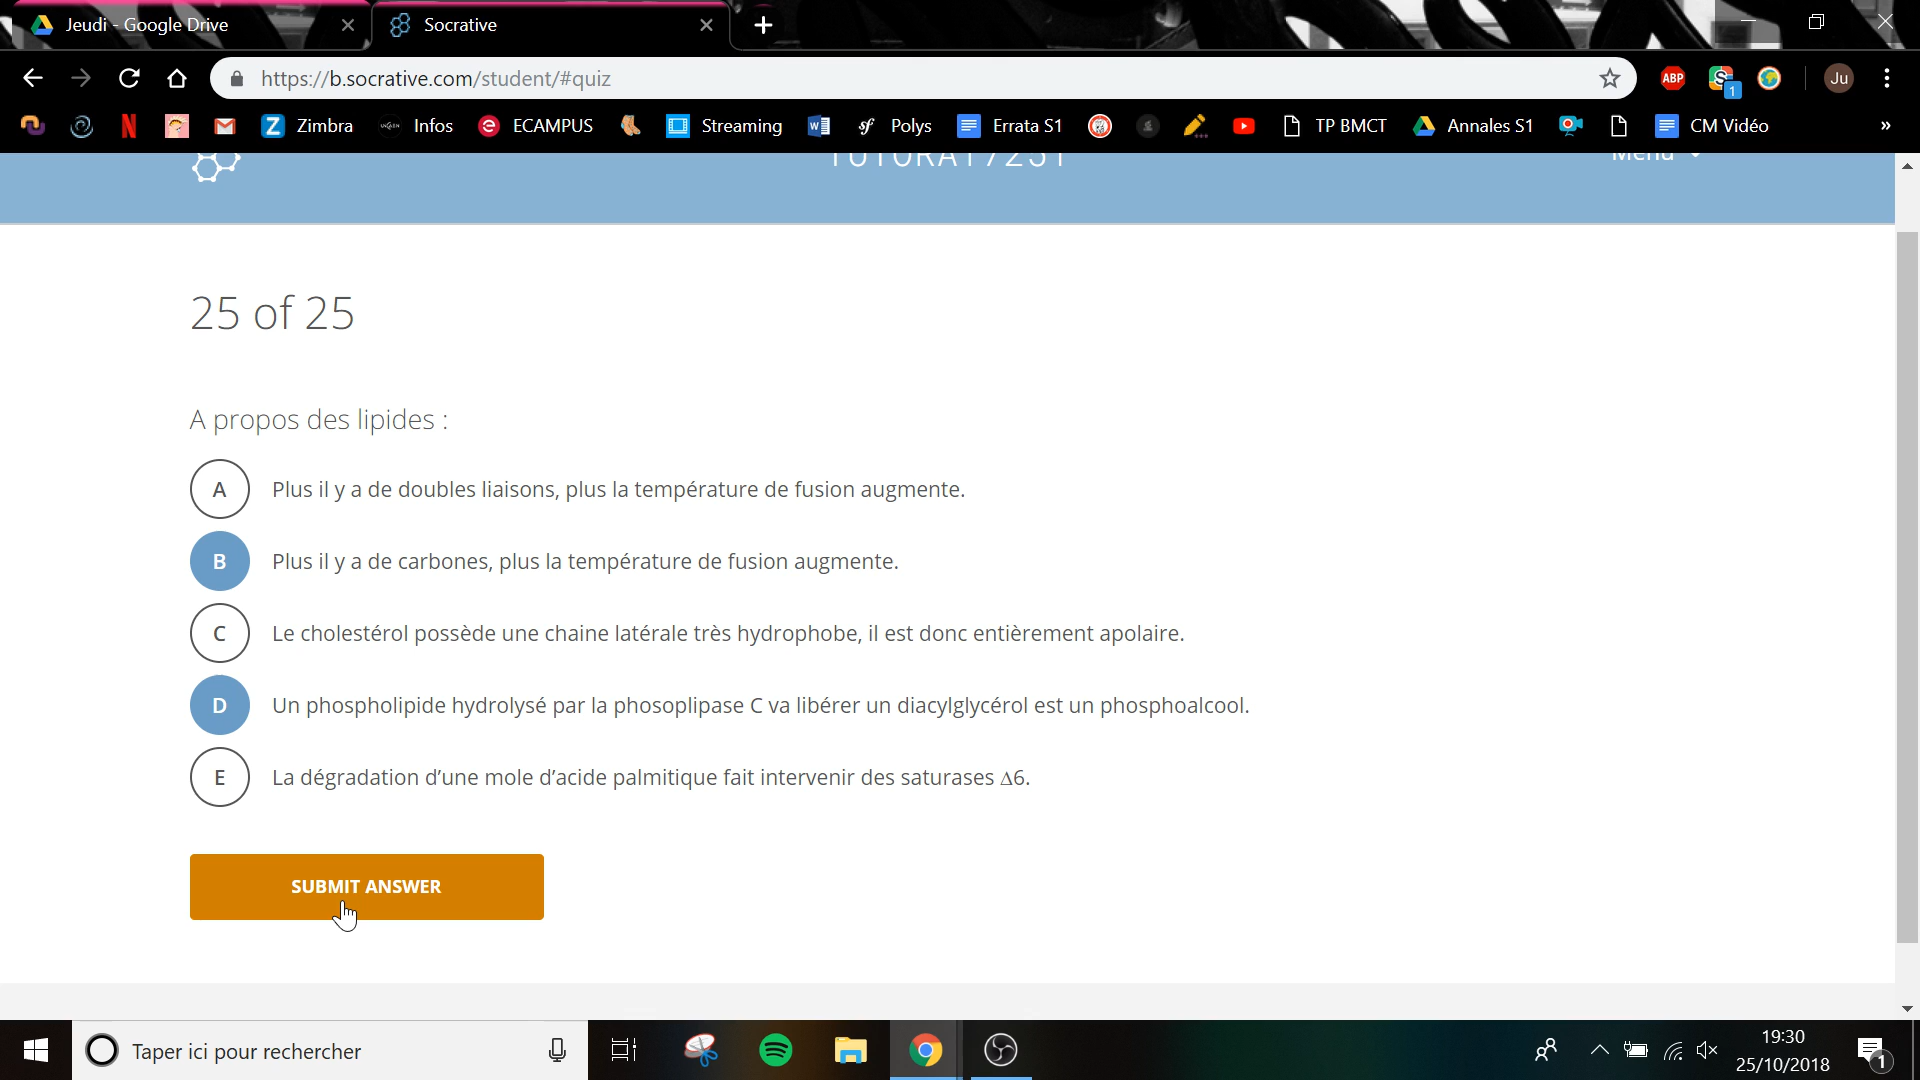 Jeudi - Google Drive
Socrative
https://b.socrative.com/student/#quiz
ABP
S
1
Ju
N
Z Zimbra
Infos
ECAMPUS
Streaming
Polys
Errata S1
TP BMCT
Annales S1
CM Vidéo
»
Menu
25 of 25
A propos des lipides :
A Plus il y a de doubles liaisons, plus la température de fusion augmente.
B Plus il y a de carbones, plus la température de fusion augmente.
C Le cholestérol possède une chaine latérale très hydrophobe, il est donc entièrement apolaire.
D Un phospholipide hydrolysé par la phosoplipase C va libérer un diacylglycérol est un phosphoalcool.
E La dégradation d’une mole d’acide palmitique fait intervenir des saturases Δ6.
SUBMIT ANSWER
Taper ici pour rechercher
19:30
25/10/2018
1